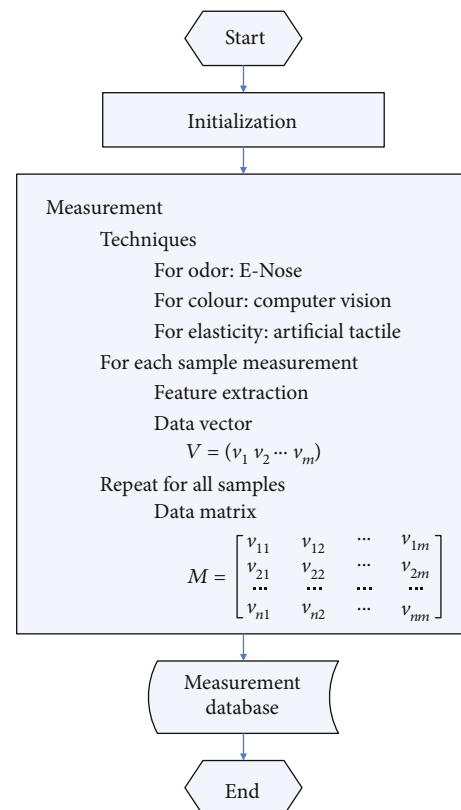 Start
Initialization
Measurement
Techniques
For odor: E-Nose
For colour: computer vision
For elasticity: artificial tactile
For each sample measurement
Feature extraction
Data vector
V = (v₁ v₂ ··· vₘ)
Repeat for all samples
Data matrix
M =
v₁₁ v₁₂ ··· v₁ₘ
v₂₁ v₂₂ ··· v₂ₘ
... ... ... ...
vₙ₁ vₙ₂ ··· vₙₘ
Measurement
database
End